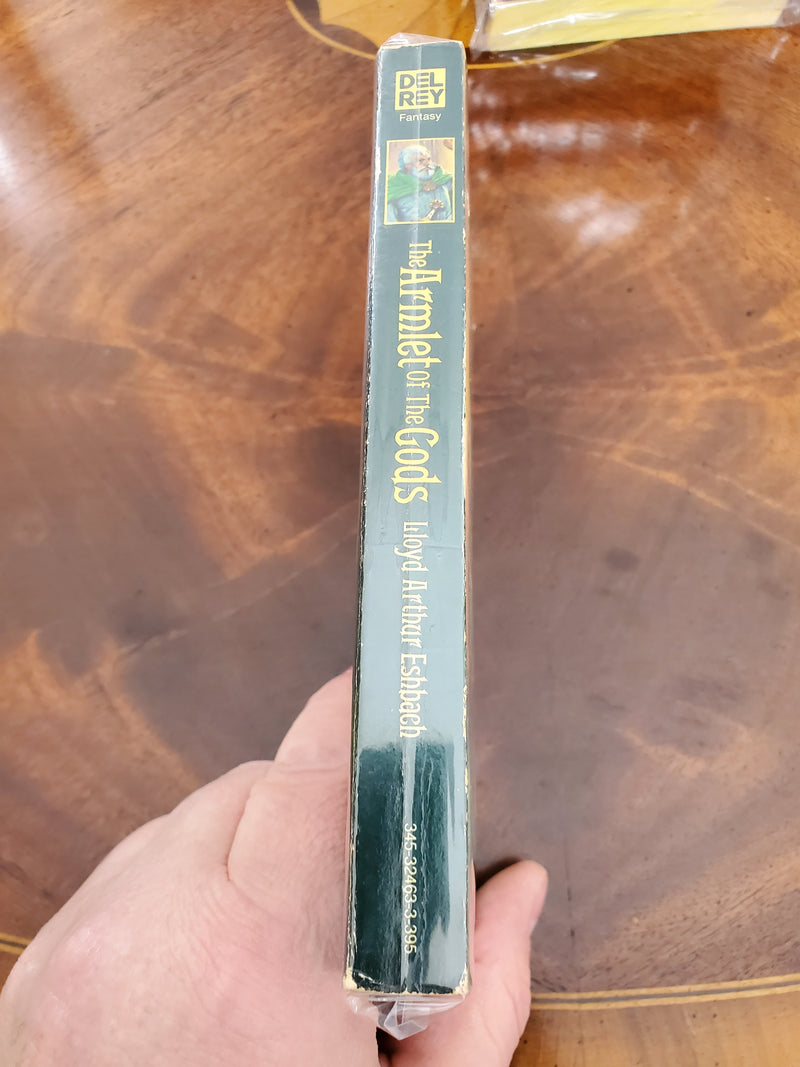 DEL
REY
Fantasy
The Armlet of The Gods Lloyd Arthur Eshbach
345-32463-3-395